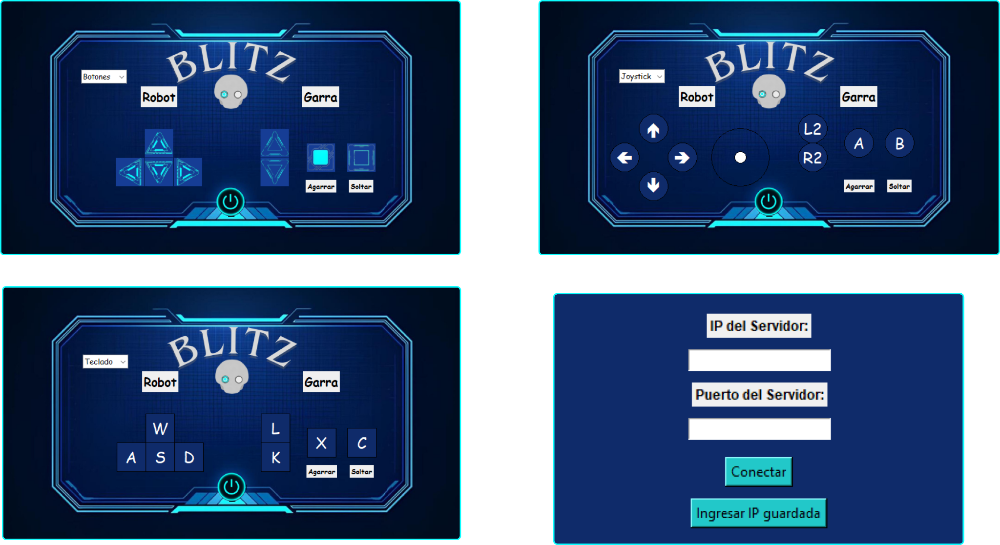 BLITZ
Botones
Robot
Garra
Agarrar
Soltar
BLITZ
Joystick
Robot
Garra
L2
R2
A
B
Agarrar
Soltar
BLITZ
Teclado
Robot
Garra
W
A S D
L
K
X
C
Agarrar
Soltar
IP del Servidor:
Puerto del Servidor:
Conectar
Ingresar IP guardada